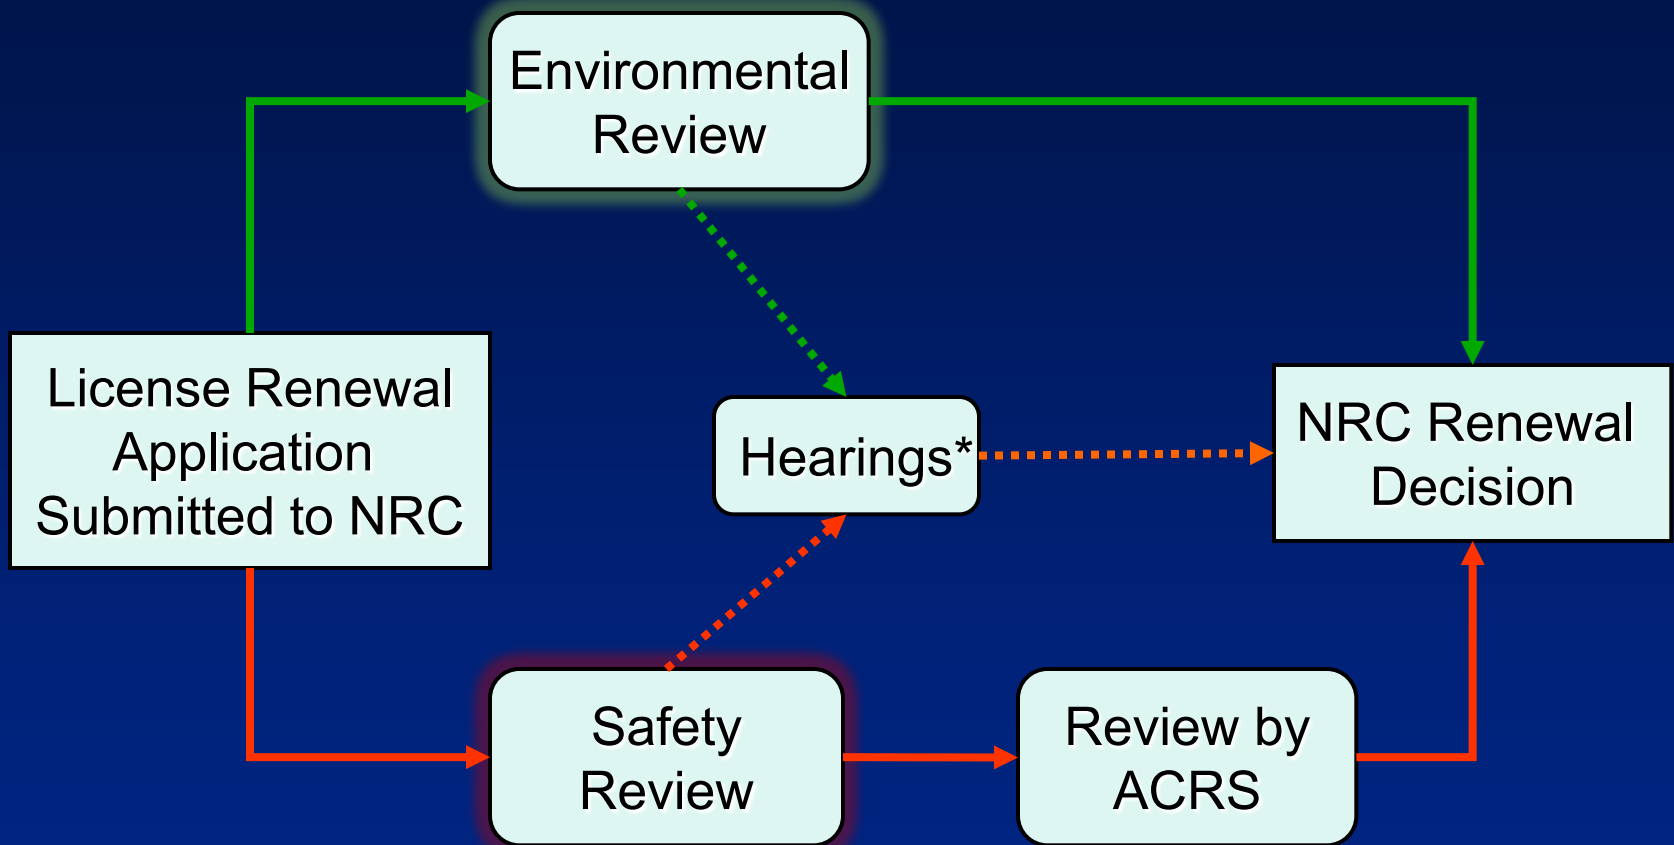 Environmental
Review
License Renewal
Application
Submitted to NRC
Hearings*
NRC Renewal
Decision
Safety
Review
Review by
ACRS